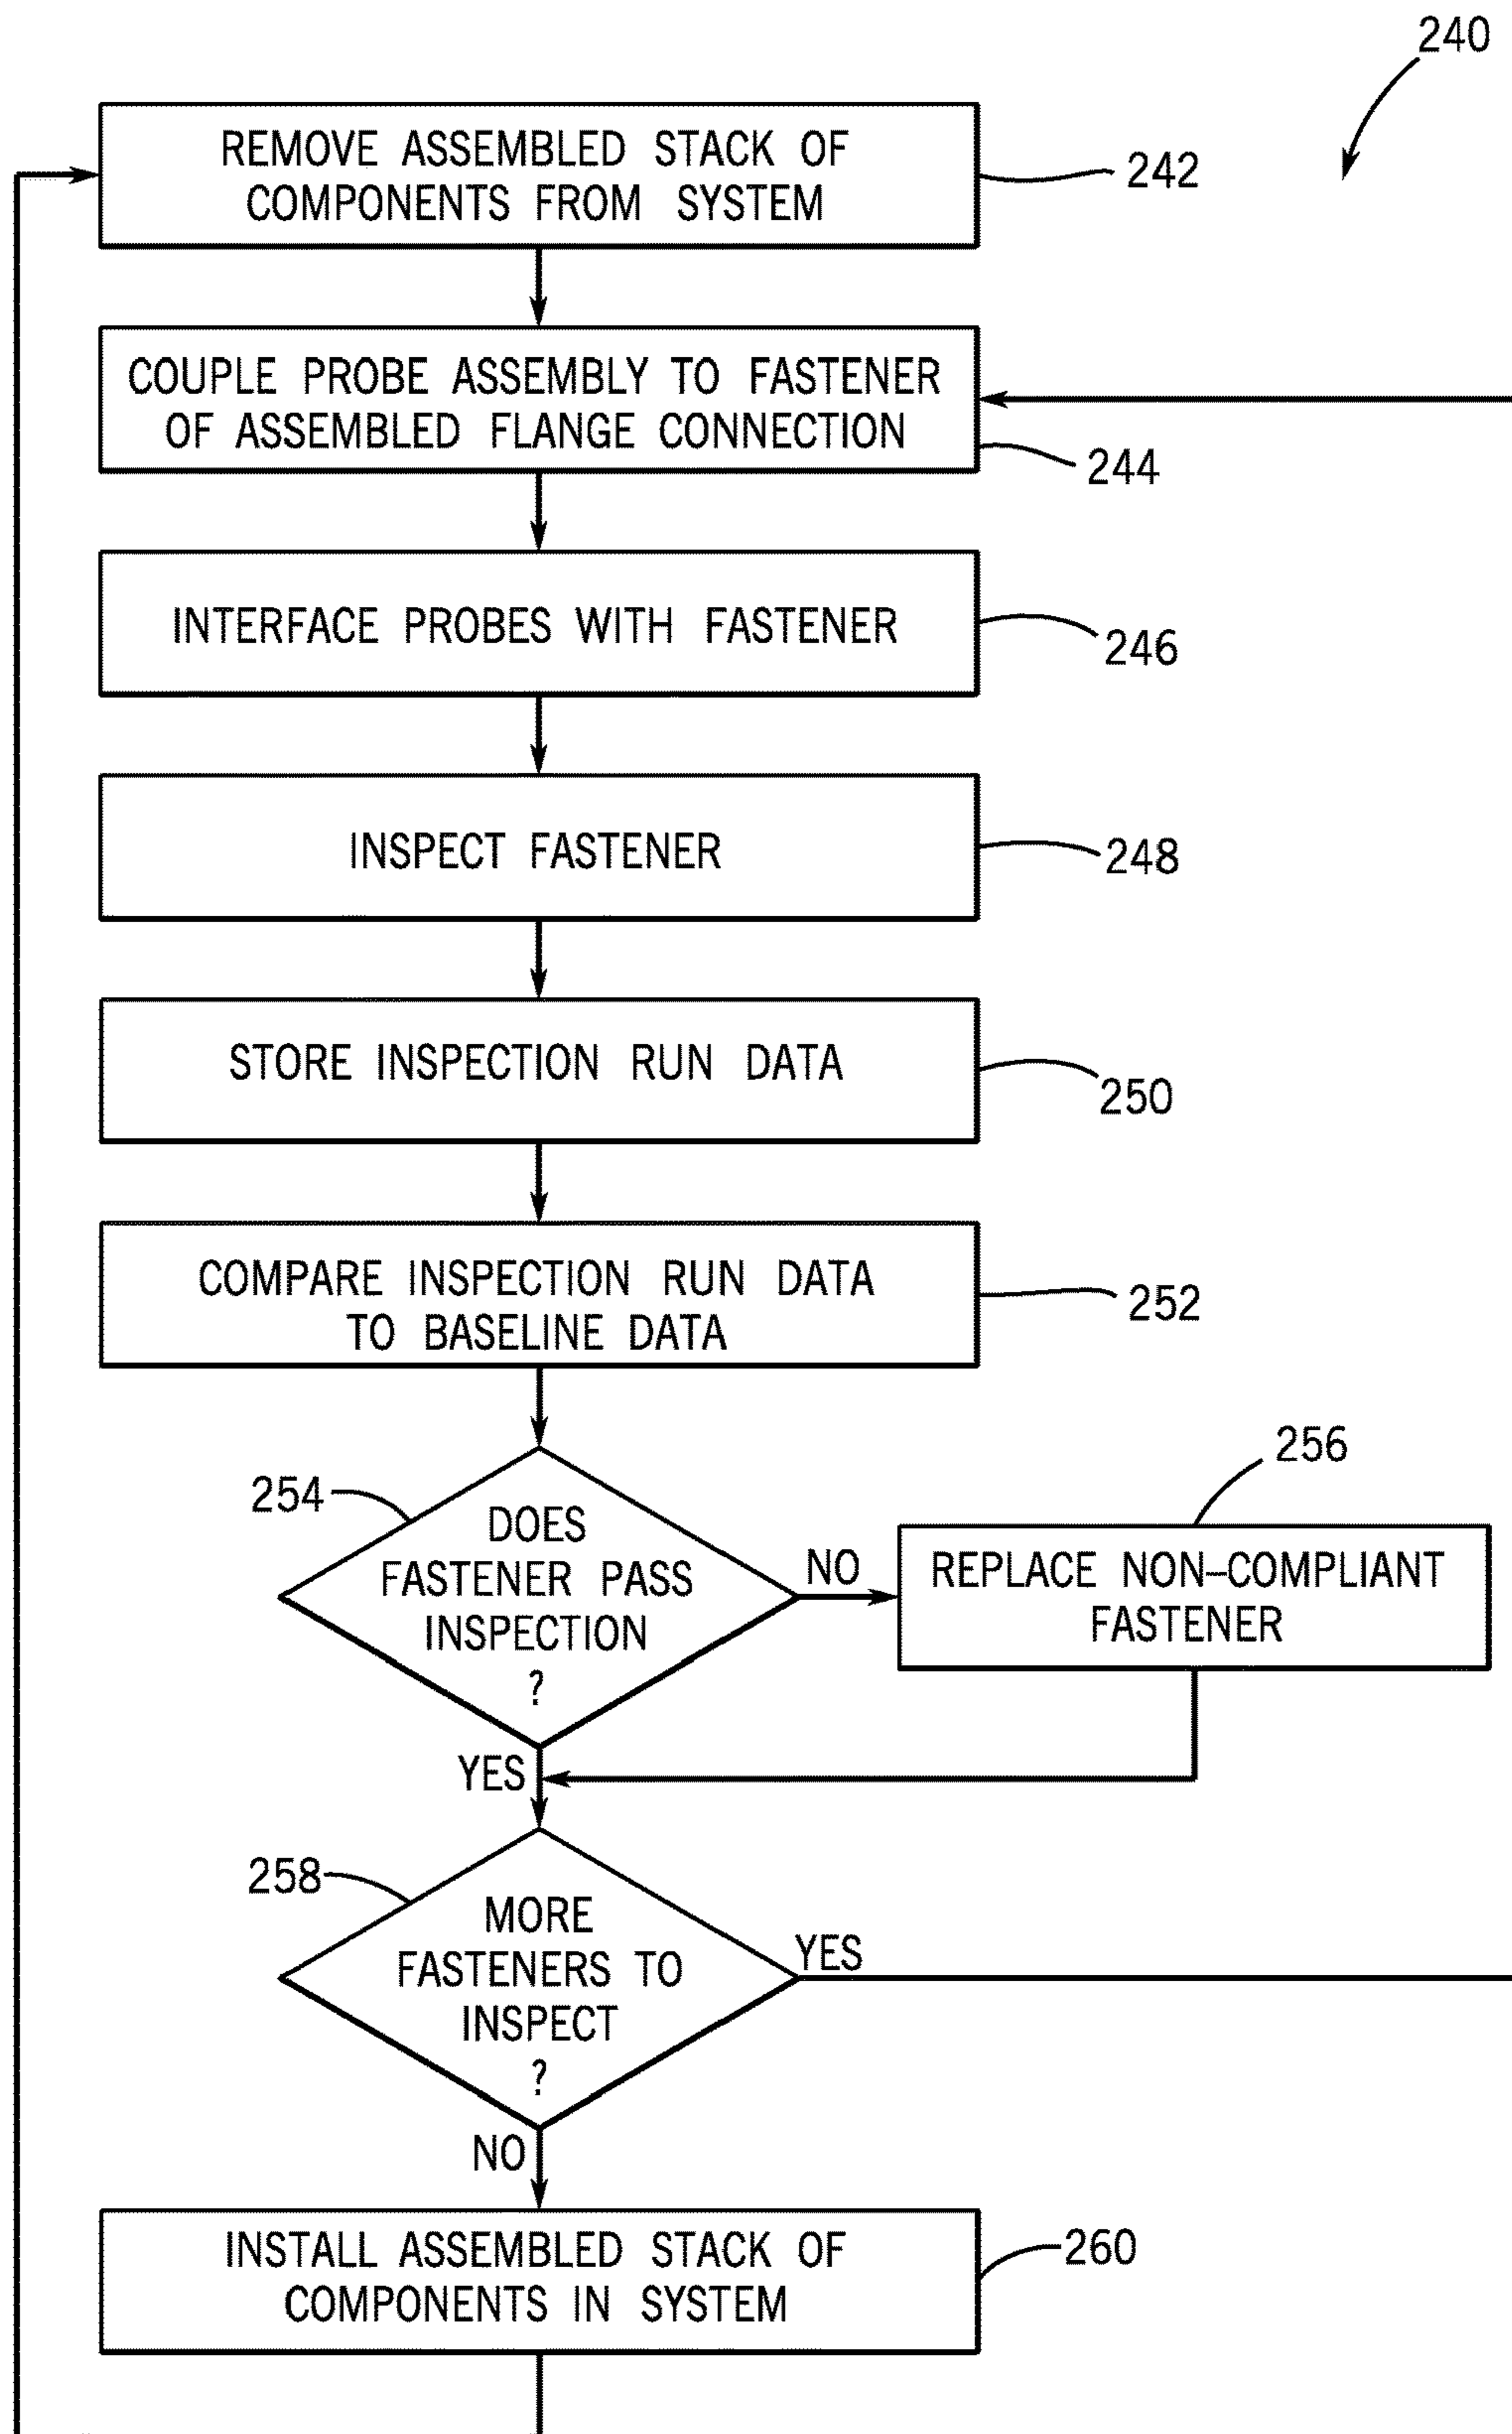 240
REMOVE ASSEMBLED STACK OF
COMPONENTS FROM SYSTEM
242
COUPLE PROBE ASSEMBLY TO FASTENER
OF ASSEMBLED FLANGE CONNECTION
244
INTERFACE PROBES WITH FASTENER
246
INSPECT FASTENER
248
STORE INSPECTION RUN DATA
250
COMPARE INSPECTION RUN DATA
TO BASELINE DATA
252
254
DOES
FASTENER PASS
INSPECTION
?
NO
256
REPLACE NON–COMPLIANT
FASTENER
YES
258
MORE
FASTENERS TO
INSPECT
?
YES
NO
INSTALL ASSEMBLED STACK OF
COMPONENTS IN SYSTEM
260